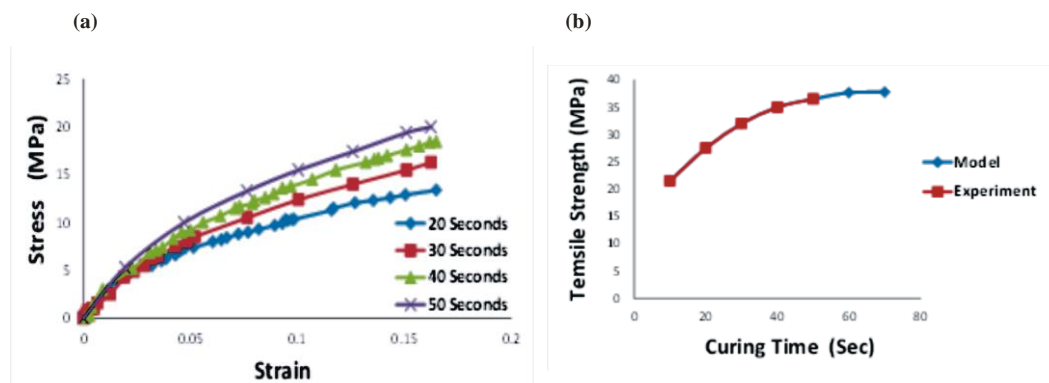 (a)
(b)
Stress (MPa)
25
20
15
10
5
0
0
0.05
0.1
0.15
0.2
Strain
20 Seconds
30 Seconds
40 Seconds
50 Seconds
Temsile Strength (MPa)
40
35
30
25
20
15
10
5
0
0
20
40
60
80
Curing Time (Sec)
Model
Experiment